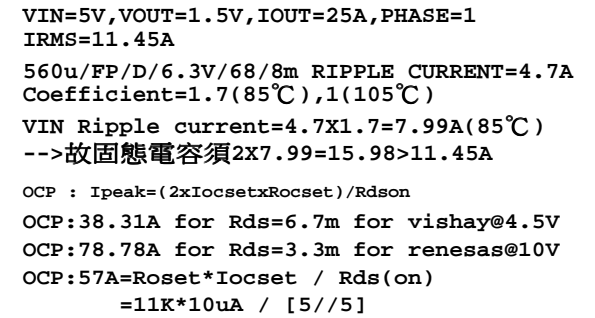 VIN=5V,VOUT=1.5V,IOUT=25A,PHASE=1
IRMS=11.45A
560u/FP/D/6.3V/68/8m RIPPLE CURRENT=4.7A
Coefficient=1.7(85℃),1(105℃)
VIN Ripple current=4.7X1.7=7.99A(85℃)
-->故固態電容須2X7.99=15.98>11.45A
OCP : Ipeak=(2xIocsetxRocset)/Rdson
OCP:38.31A for Rds=6.7m for vishay@4.5V
OCP:78.78A for Rds=3.3m for renesas@10V
OCP:57A=Roset*Iocset / Rds(on)
=11K*10uA / [5//5]